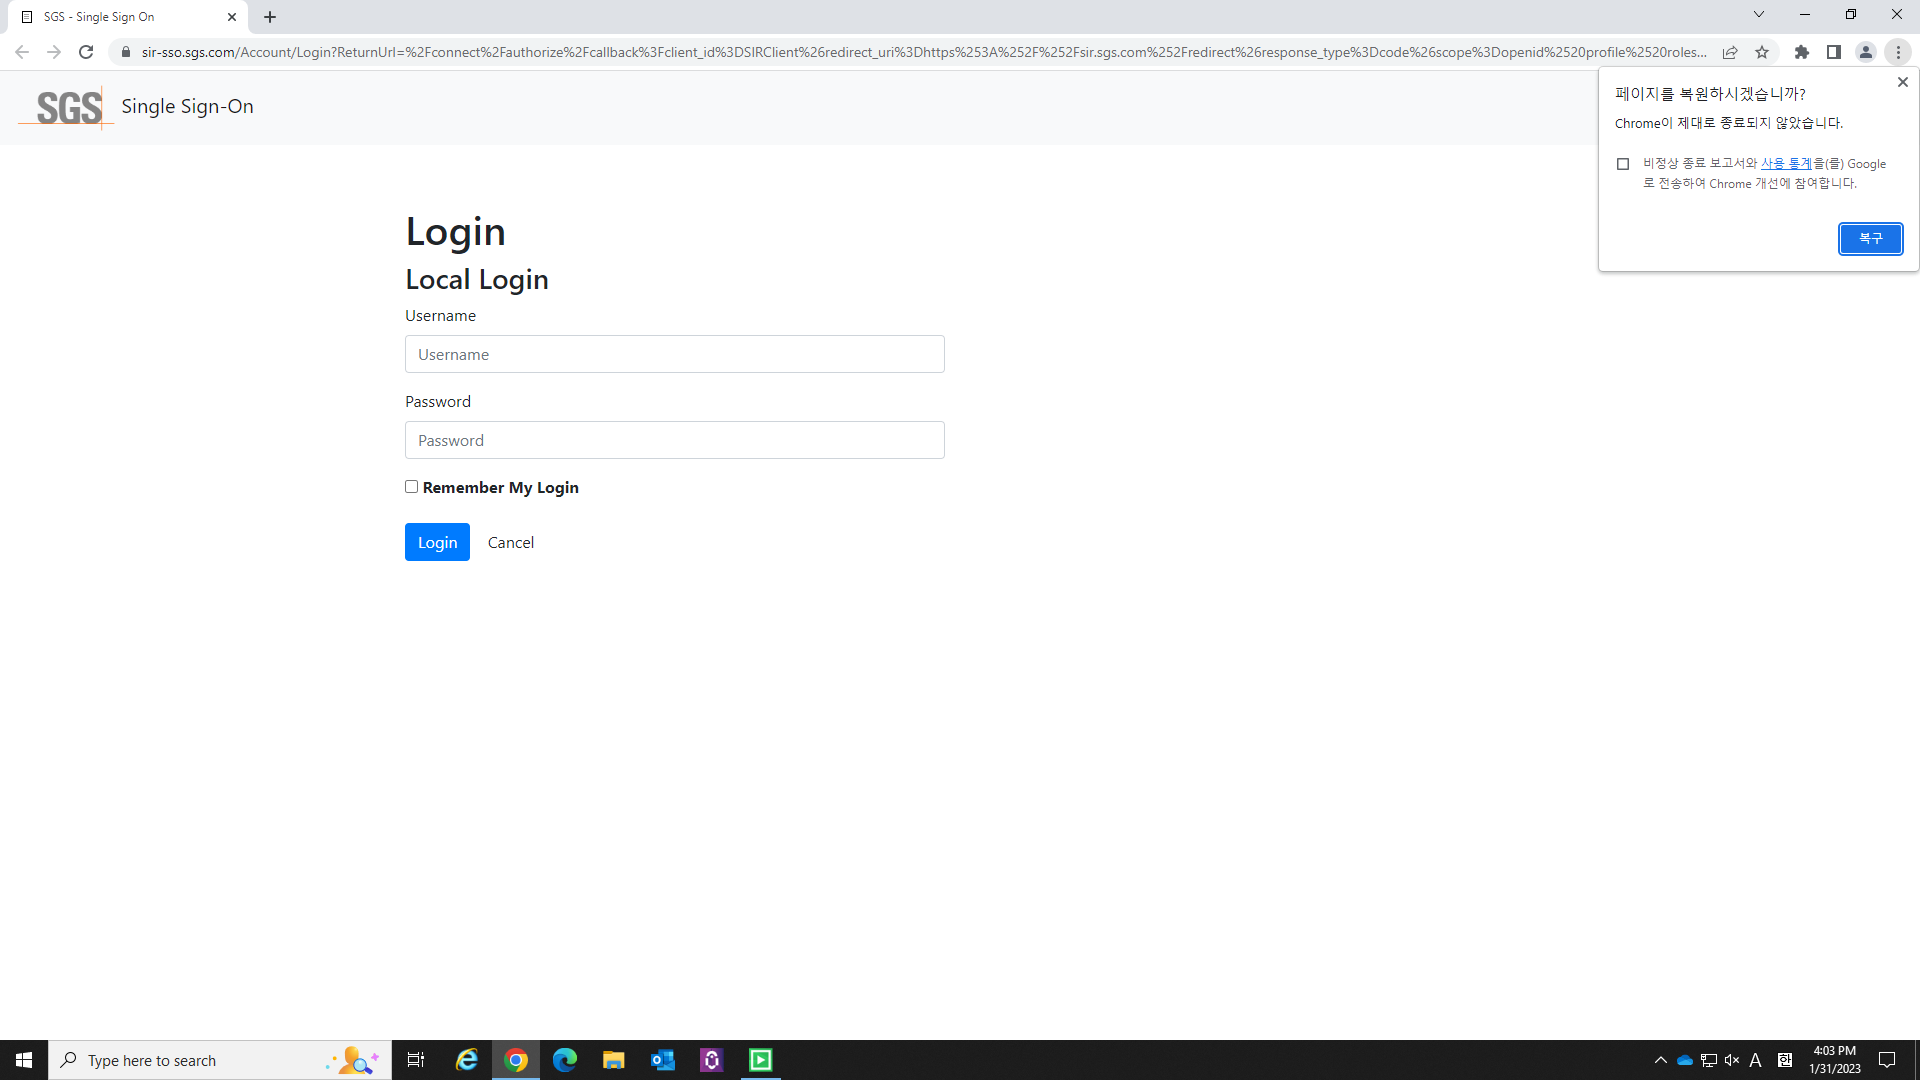 SGS - Single Sign On
sir-sso.sgs.com/Account/Login?ReturnUrl=%2Fconnect%2Fauthorize%2Fcallback%3Fclient_id%3DSIRClient%26redirect_uri%3Dhttps%253A%252F%252Fsir.sgs.com%252Fredirect%26response_type%3Dcode%26scope%3Dopenid%2520profile%2520roles...
SGS Single Sign-On
페이지를 복원하시겠습니까?
Chrome이 제대로 종료되지 않았습니다.
비정상 종료 보고서와 사용 통계을(를) Google
로 전송하여 Chrome 개선에 참여합니다.
복구
Login
Local Login
Username
Username
Password
Password
Remember My Login
Login Cancel
Type here to search
A 한
4:03 PM
1/31/2023